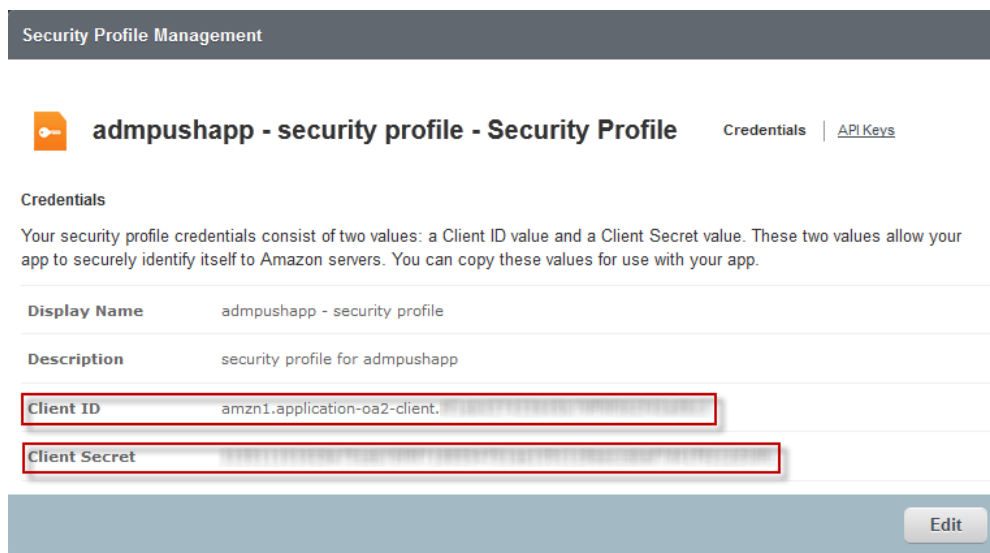 Security Profile Management
admpushapp - security profile - Security Profile
Credentials | API Keys
Credentials
Your security profile credentials consist of two values: a Client ID value and a Client Secret value. These two values allow your
app to securely identify itself to Amazon servers. You can copy these values for use with your app.
Display Name admpushapp - security profile
Description security profile for admpushapp
Client ID amzn1.application-oa2-client.
Client Secret
Edit